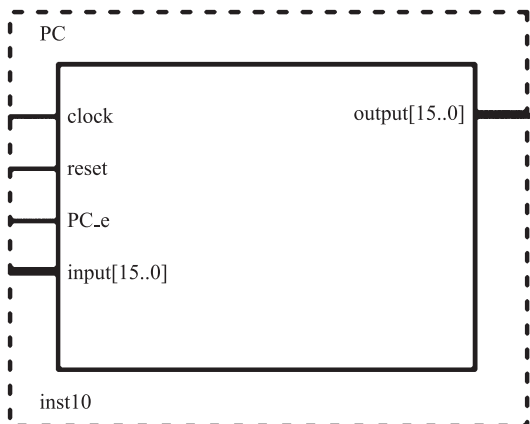 PC
clock
output[15..0]
reset
PC_e
input[15..0]
inst10